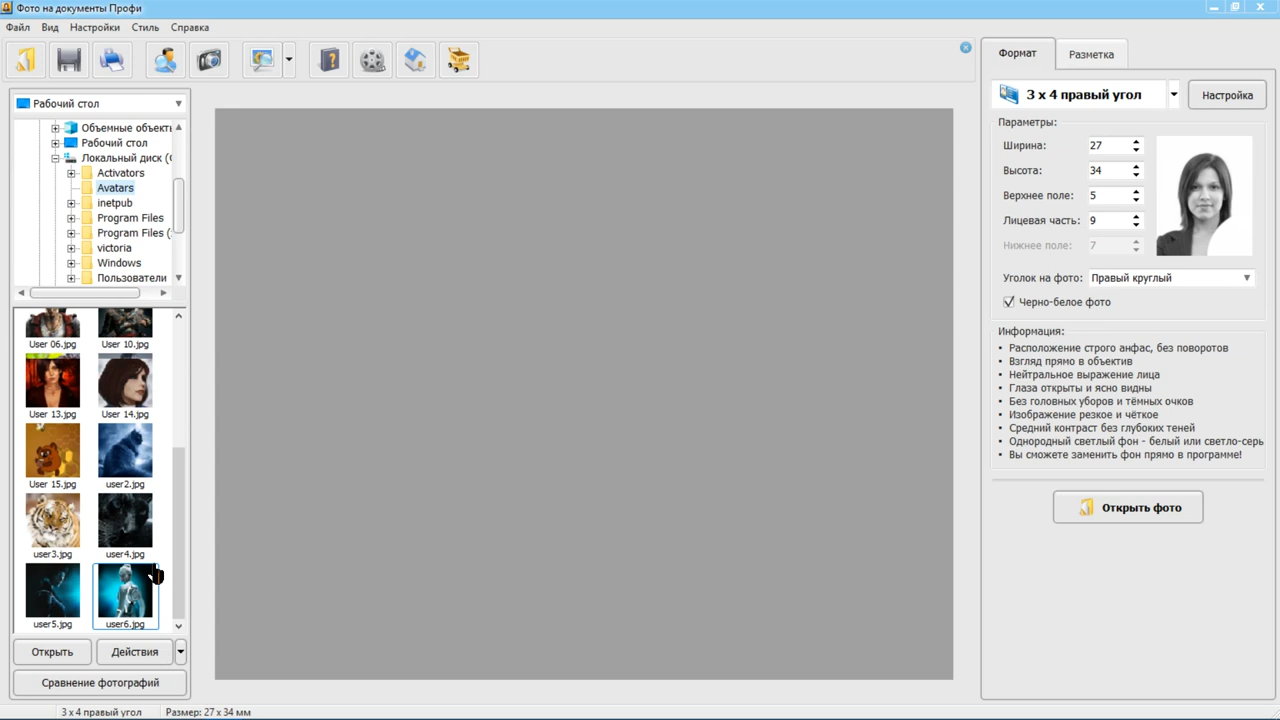 Фото на документы Профи
Файл Вид Настройки Стиль Справка
Рабочий стол
Объемные объект
Рабочий стол
Локальный диск (
Activators
Avatars
inetpub
Program Files
Program Files (
victoria
Windows
Пользователи
User 06.jpg User 10.jpg
User 13.jpg User 14.jpg
User 15.jpg user2.jpg
user3.jpg user4.jpg
user5.jpg user6.jpg
Открыть Действия
Сравнение фотографий
3 x 4 правый угол Размер: 27 x 34 мм
Формат Разметка
3 x 4 правый угол Настройка
Параметры:
Ширина: 27
Высота: 34
Верхнее поле: 5
Лицевая часть: 9
Нижнее поле: 7
Уголок на фото: Правый круглый
Черно-белое фото
Информация:
• Расположение строго анфас, без поворотов
• Взгляд прямо в объектив
• Нейтральное выражение лица
• Глаза открыты и ясно видны
• Без головных уборов и тёмных очков
• Изображение резкое и чёткое
• Средний контраст без глубоких теней
• Однородный светлый фон - белый или светло-серь
• Вы сможете заменить фон прямо в программе!
Открыть фото